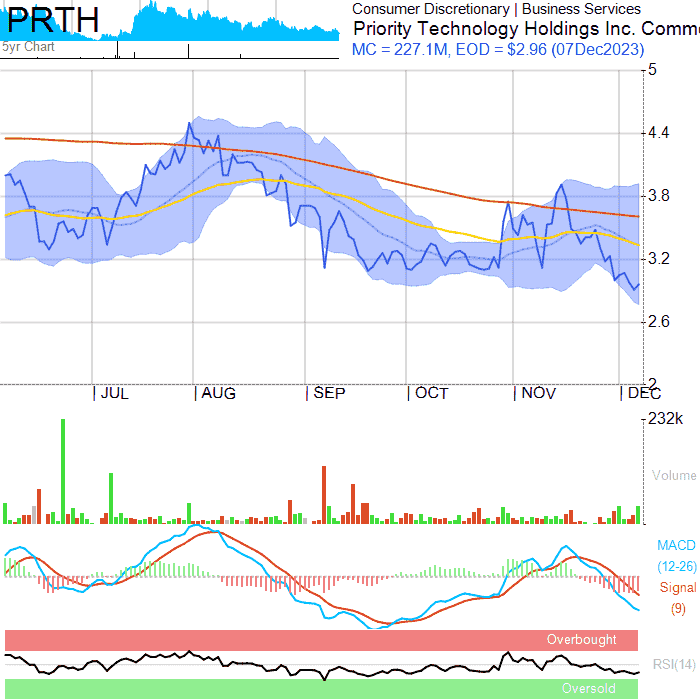 PRTH
5yr Chart
Consumer Discretionary | Business Services
Priority Technology Holdings Inc. Comm
MC = 227.1M, EOD = $2.96 (07Dec2023)
5
4.4
3.8
3.2
2.6
2
| JUL | AUG | SEP | OCT | NOV | DEC
232k
Volume
MACD
(12-26)
Signal
(9)
Overbought
RSI(14)
Oversold